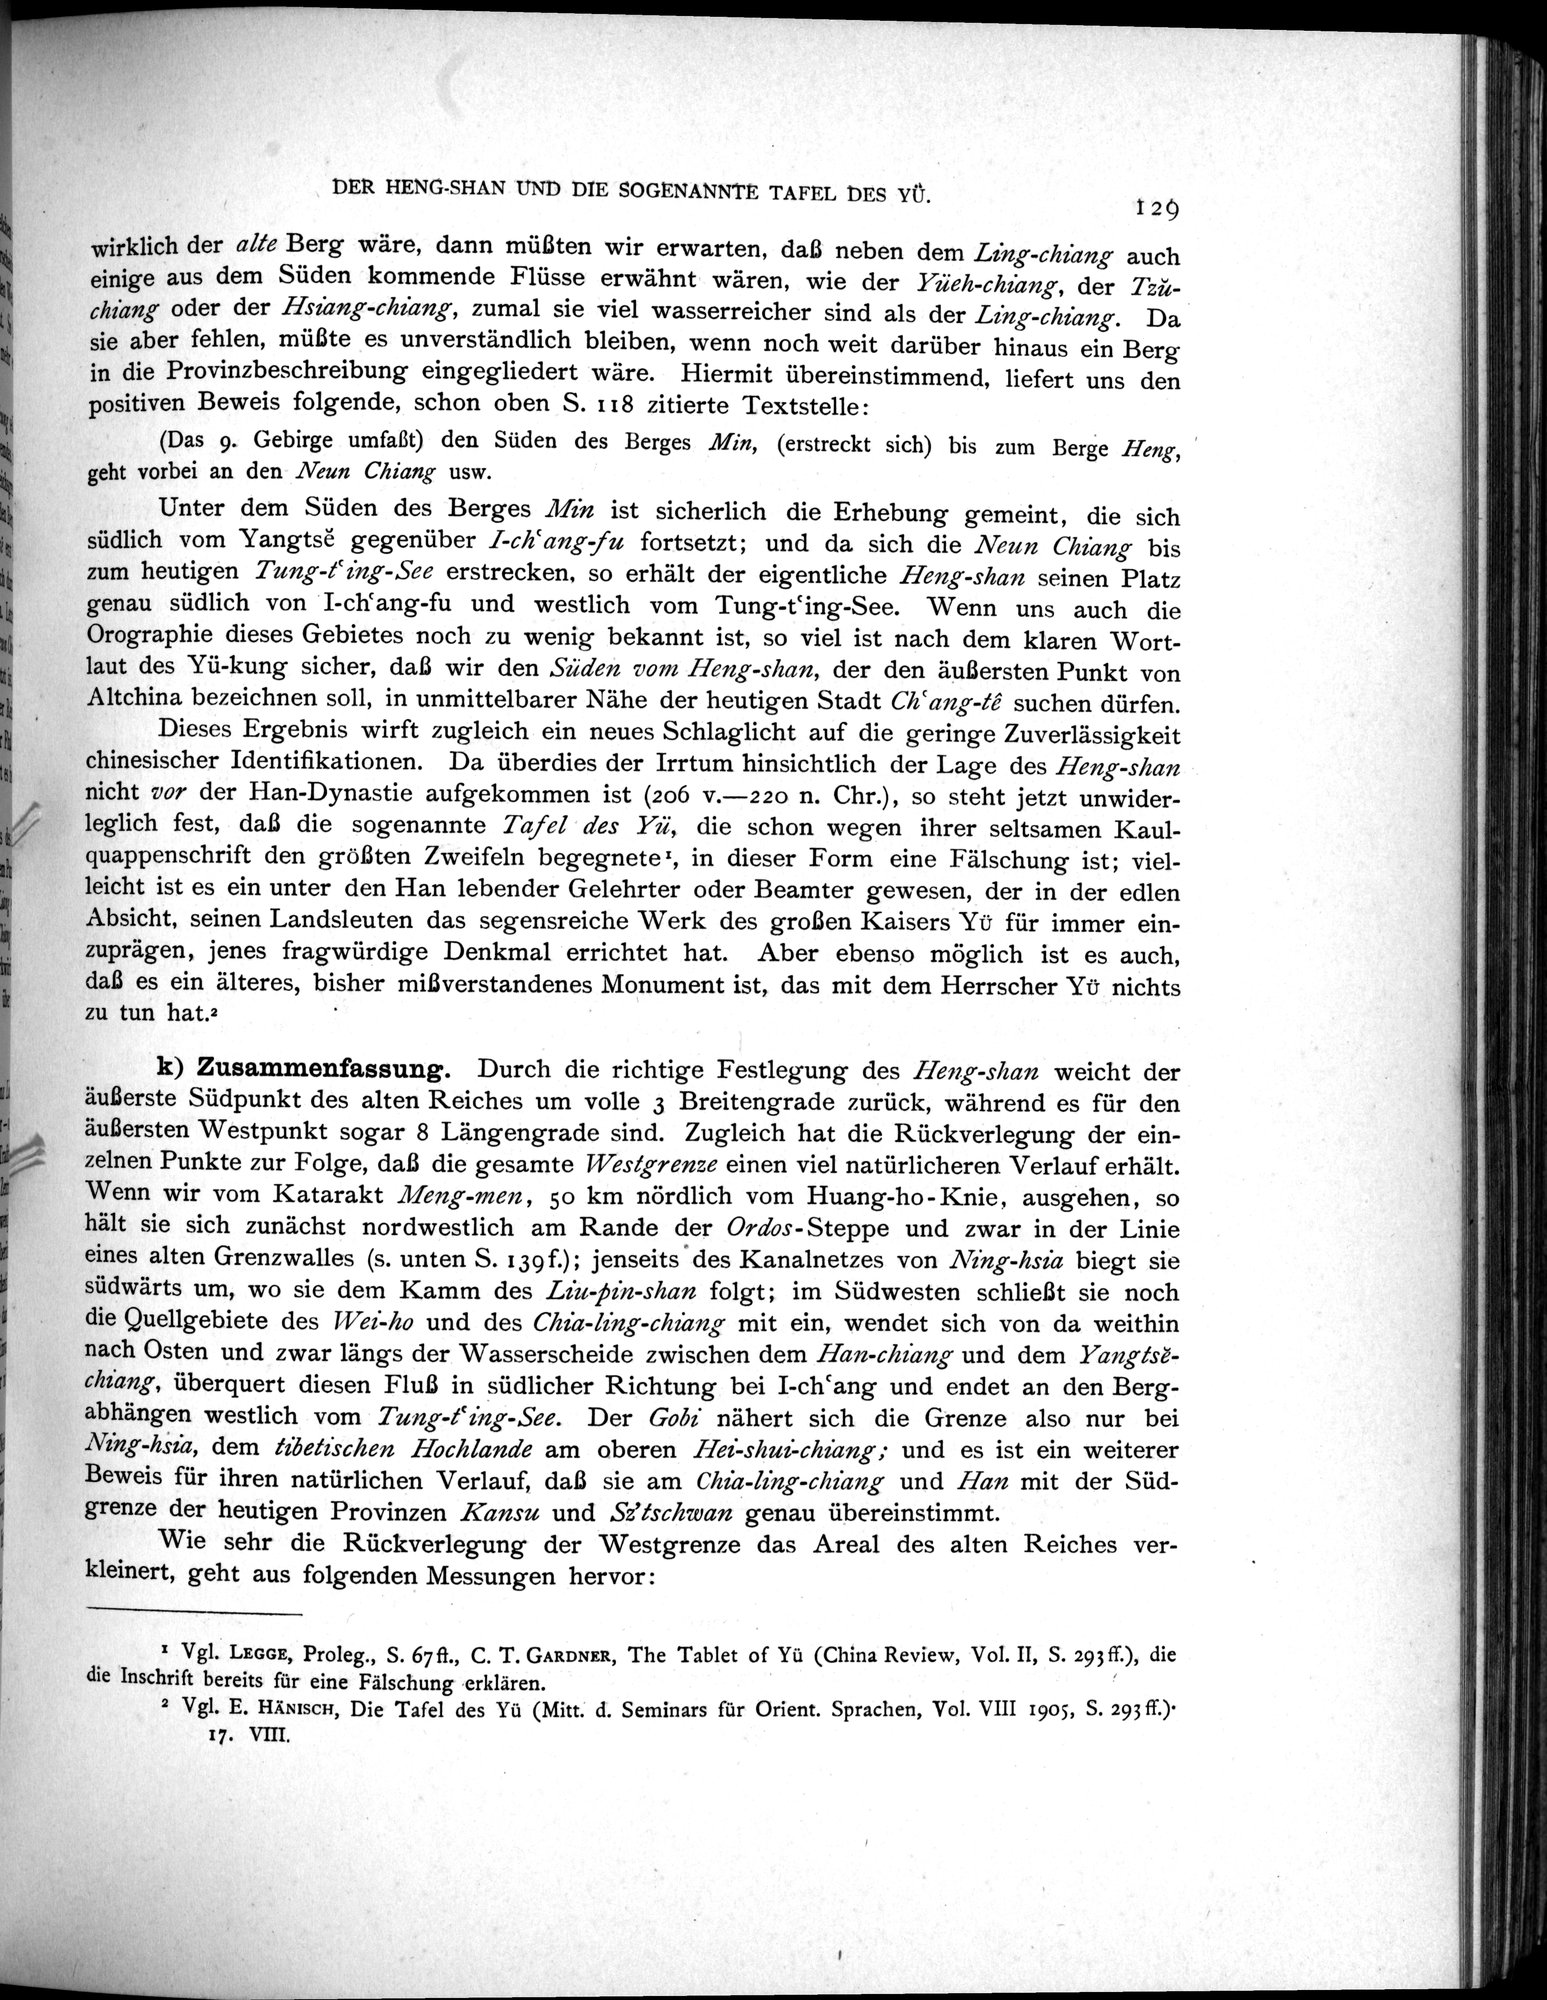 DER HENG-SHAN UND DIE SOGENANNTE TAFEL DES YÜ.
129
wirklich der alte Berg wäre, dann müßten wir erwarten, daß neben dem Ling-chiang auch
einige aus dem Süden kommende Flüsse erwähnt wären, wie der Yüeh-chiang, der Tzŭ-
chiang oder der Hsiang-chiang, zumal sie viel wasserreicher sind als der Ling-chiang. Da
sie aber fehlen, müßte es unverständlich bleiben, wenn noch weit darüber hinaus ein Berg
in die Provinzbeschreibung eingegliedert wäre. Hiermit übereinstimmend, liefert uns den
positiven Beweis folgende, schon oben S. 118 zitierte Textstelle:
(Das 9. Gebirge umfaßt) den Süden des Berges Min, (erstreckt sich) bis zum Berge Heng,
geht vorbei an den Neun Chiang usw.
Unter dem Süden des Berges Min ist sicherlich die Erhebung gemeint, die sich
südlich vom Yangtsĕ gegenüber I-chʿang-fu fortsetzt; und da sich die Neun Chiang bis
zum heutigen Tung-tʿing-See erstrecken, so erhält der eigentliche Heng-shan seinen Platz
genau südlich von I-chʿang-fu und westlich vom Tung-tʿing-See. Wenn uns auch die
Orographie dieses Gebietes noch zu wenig bekannt ist, so viel ist nach dem klaren Wort-
laut des Yü-kung sicher, daß wir den Süden vom Heng-shan, der den äußersten Punkt von
Altchina bezeichnen soll, in unmittelbarer Nähe der heutigen Stadt Chʿang-tê suchen dürfen.
Dieses Ergebnis wirft zugleich ein neues Schlaglicht auf die geringe Zuverlässigkeit
chinesischer Identifikationen. Da überdies der Irrtum hinsichtlich der Lage des Heng-shan
nicht vor der Han-Dynastie aufgekommen ist (206 v.—220 n. Chr.), so steht jetzt unwider-
leglich fest, daß die sogenannte Tafel des Yü, die schon wegen ihrer seltsamen Kaul-
quappenschrift den größten Zweifeln begegnete¹, in dieser Form eine Fälschung ist; viel-
leicht ist es ein unter den Han lebender Gelehrter oder Beamter gewesen, der in der edlen
Absicht, seinen Landsleuten das segensreiche Werk des großen Kaisers Yü für immer ein-
zuprägen, jenes fragwürdige Denkmal errichtet hat. Aber ebenso möglich ist es auch,
daß es ein älteres, bisher mißverstandenes Monument ist, das mit dem Herrscher Yü nichts
zu tun hat.²
k) Zusammenfassung. Durch die richtige Festlegung des Heng-shan weicht der
äußerste Südpunkt des alten Reiches um volle 3 Breitengrade zurück, während es für den
äußersten Westpunkt sogar 8 Längengrade sind. Zugleich hat die Rückverlegung der ein-
zelnen Punkte zur Folge, daß die gesamte Westgrenze einen viel natürlicheren Verlauf erhält.
Wenn wir vom Katarakt Meng-men, 50 km nördlich vom Huang-ho-Knie, ausgehen, so
hält sie sich zunächst nordwestlich am Rande der Ordos-Steppe und zwar in der Linie
eines alten Grenzwalles (s. unten S. 139f.); jenseits des Kanalnetzes von Ning-hsia biegt sie
südwärts um, wo sie dem Kamm des Liu-pin-shan folgt; im Südwesten schließt sie noch
die Quellgebiete des Wei-ho und des Chia-ling-chiang mit ein, wendet sich von da weithin
nach Osten und zwar längs der Wasserscheide zwischen dem Han-chiang und dem Yangtsĕ-
chiang, überquert diesen Fluß in südlicher Richtung bei I-chʿang und endet an den Berg-
abhängen westlich vom Tung-tʿing-See. Der Gobi nähert sich die Grenze also nur bei
Ning-hsia, dem tibetischen Hochlande am oberen Hei-shui-chiang; und es ist ein weiterer
Beweis für ihren natürlichen Verlauf, daß sie am Chia-ling-chiang und Han mit der Süd-
grenze der heutigen Provinzen Kansu und Sz'tschwan genau übereinstimmt.
Wie sehr die Rückverlegung der Westgrenze das Areal des alten Reiches ver-
kleinert, geht aus folgenden Messungen hervor:
¹ Vgl. LEGGE, Proleg., S. 67ff., C. T. GARDNER, The Tablet of Yü (China Review, Vol. II, S. 293ff.), die
die Inschrift bereits für eine Fälschung erklären.
² Vgl. E. HÄNISCH, Die Tafel des Yü (Mitt. d. Seminars für Orient. Sprachen, Vol. VIII 1905, S. 293ff.).
17. VIII.